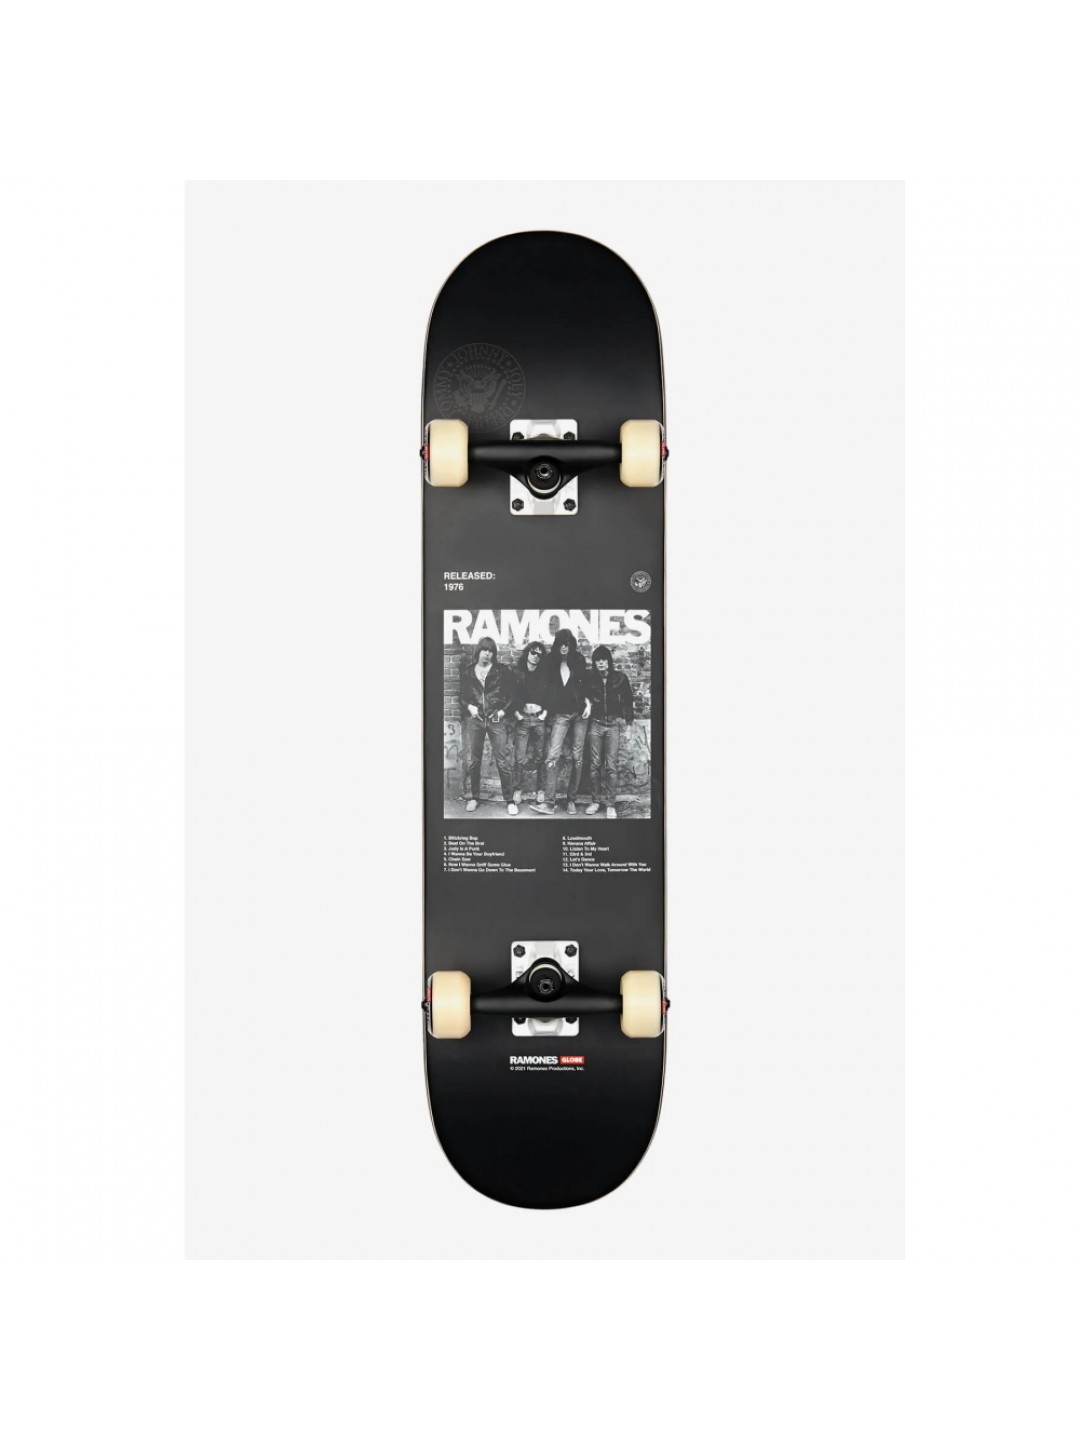 TOMMY • JOHNNY • JOEY •
RELEASED:
1976
RAMONES
1. Blitzkrieg Bop
2. Beat On The Brat
3. Judy Is A Punk
4. I Wanna Be Your Boyfriend
5. Chain Saw
6. Now I Wanna Sniff Some Glue
7. I Don't Wanna Go Down To The Basement
8. Loudmouth
9. Havana Affair
10. Listen To My Heart
11. 53rd & 3rd
12. Let's Dance
13. I Don't Wanna Walk Around With You
14. Today Your Love, Tomorrow The World
RAMONES GLOBE
© 2021 Ramones Productions, Inc.